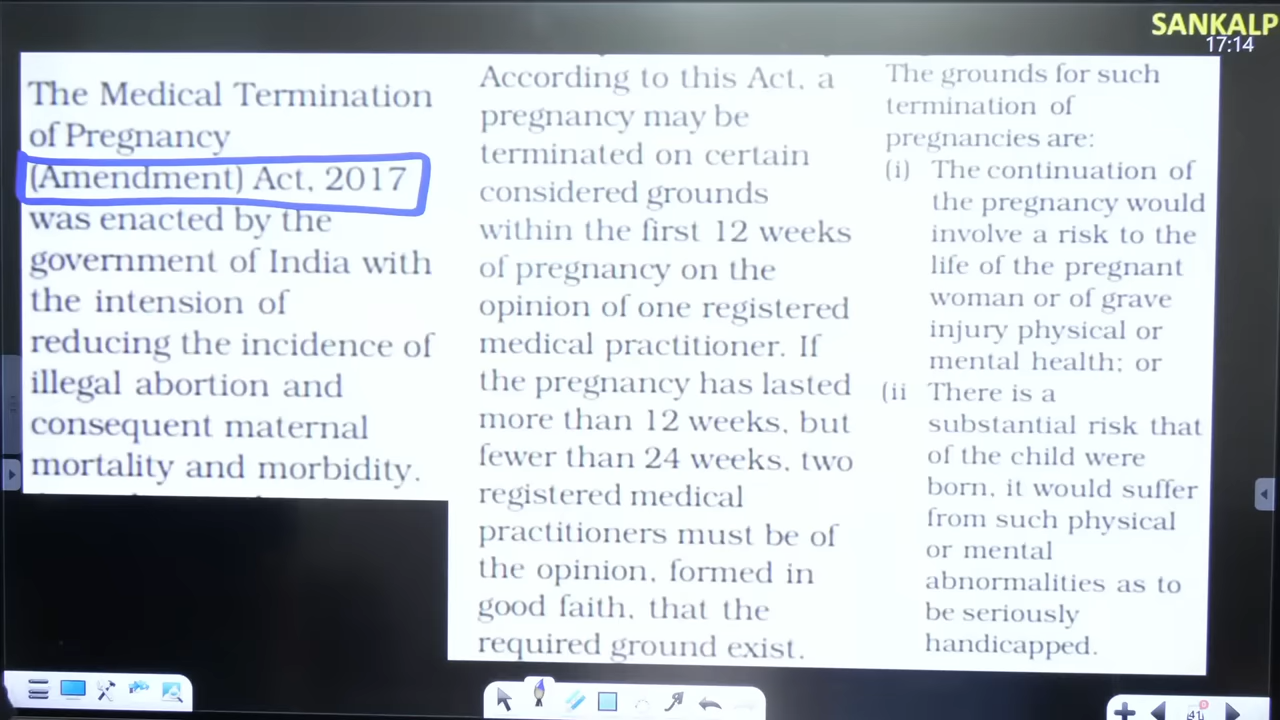 SANKALP
17:14
The Medical Termination
of Pregnancy
(Amendment) Act, 2017
was enacted by the
government of India with
the intension of
reducing the incidence of
illegal abortion and
consequent maternal
mortality and morbidity.
According to this Act, a
pregnancy may be
terminated on certain
considered grounds
within the first 12 weeks
of pregnancy on the
opinion of one registered
medical practitioner. If
the pregnancy has lasted
more than 12 weeks, but
fewer than 24 weeks, two
registered medical
practitioners must be of
the opinion, formed in
good faith, that the
required ground exist.
The grounds for such
termination of
pregnancies are:
(i) The continuation of
the pregnancy would
involve a risk to the
life of the pregnant
woman or of grave
injury physical or
mental health; or
(ii There is a
substantial risk that
of the child were
born, it would suffer
from such physical
or mental
abnormalities as to
be seriously
handicapped.
41